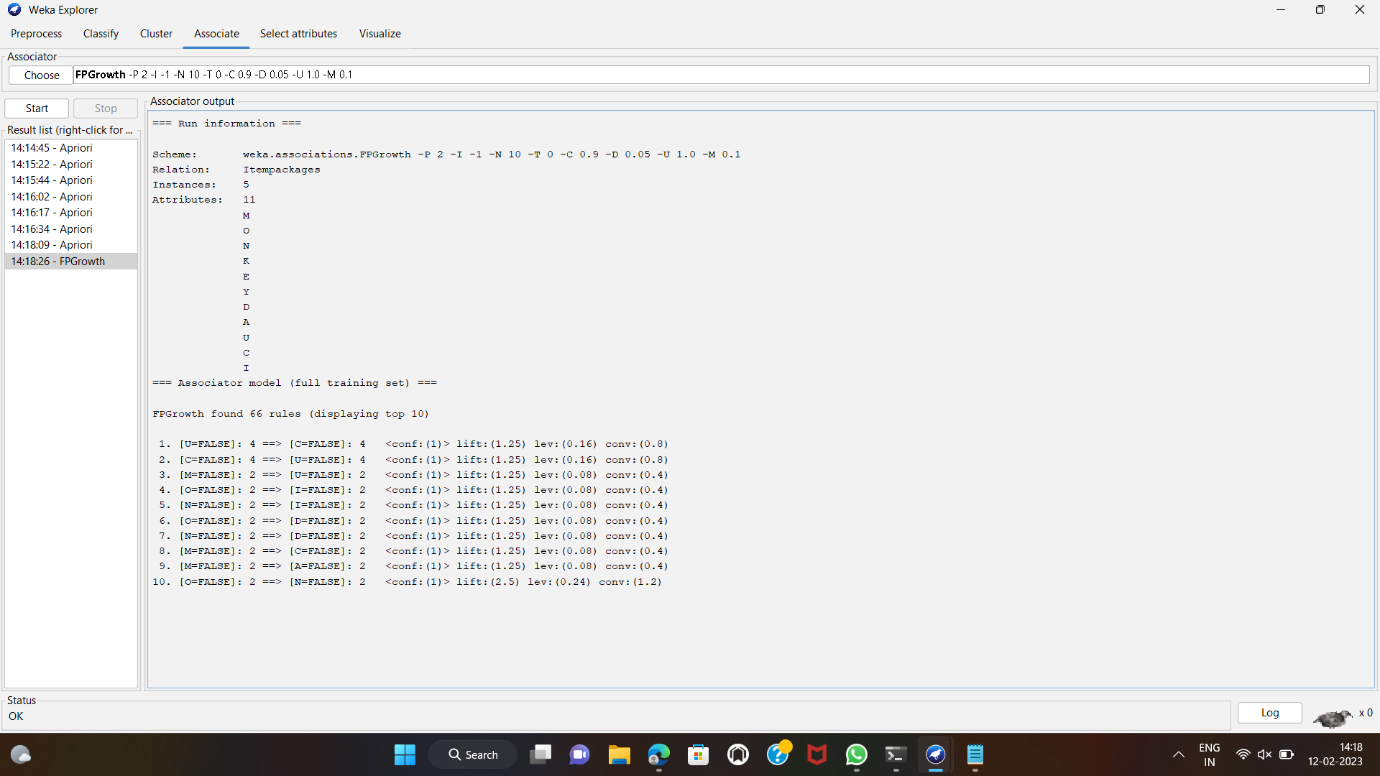 Weka Explorer
Preprocess Classify Cluster Associate Select attributes Visualize
Associator
Choose FPGrowth -P 2 -I -1 -N 10 -T 0 -C 0.9 -D 0.05 -U 1.0 -M 0.1
Start Stop
Result list (right-click for ...
14:14:45 - Apriori
14:15:22 - Apriori
14:15:44 - Apriori
14:16:02 - Apriori
14:16:17 - Apriori
14:16:34 - Apriori
14:18:09 - Apriori
14:18:26 - FPGrowth
Associator output
=== Run information ===
Scheme: weka.associations.FPGrowth -P 2 -I -1 -N 10 -T 0 -C 0.9 -D 0.05 -U 1.0 -M 0.1
Relation: Itempackages
Instances: 5
Attributes: 11
M
O
N
K
E
Y
D
A
U
C
I
=== Associator model (full training set) ===
FPGrowth found 66 rules (displaying top 10)
1. [U=FALSE]: 4 ==> [C=FALSE]: 4 <conf:(1)> lift:(1.25) lev:(0.16) conv:(0.8)
2. [C=FALSE]: 4 ==> [U=FALSE]: 4 <conf:(1)> lift:(1.25) lev:(0.16) conv:(0.8)
3. [M=FALSE]: 2 ==> [U=FALSE]: 2 <conf:(1)> lift:(1.25) lev:(0.08) conv:(0.4)
4. [O=FALSE]: 2 ==> [I=FALSE]: 2 <conf:(1)> lift:(1.25) lev:(0.08) conv:(0.4)
5. [N=FALSE]: 2 ==> [I=FALSE]: 2 <conf:(1)> lift:(1.25) lev:(0.08) conv:(0.4)
6. [O=FALSE]: 2 ==> [D=FALSE]: 2 <conf:(1)> lift:(1.25) lev:(0.08) conv:(0.4)
7. [N=FALSE]: 2 ==> [D=FALSE]: 2 <conf:(1)> lift:(1.25) lev:(0.08) conv:(0.4)
8. [M=FALSE]: 2 ==> [C=FALSE]: 2 <conf:(1)> lift:(1.25) lev:(0.08) conv:(0.4)
9. [M=FALSE]: 2 ==> [A=FALSE]: 2 <conf:(1)> lift:(1.25) lev:(0.08) conv:(0.4)
10. [O=FALSE]: 2 ==> [N=FALSE]: 2 <conf:(1)> lift:(2.5) lev:(0.24) conv:(1.2)
Status
OK
Log
x 0
Search
ENG
IN
14:18
12-02-2023